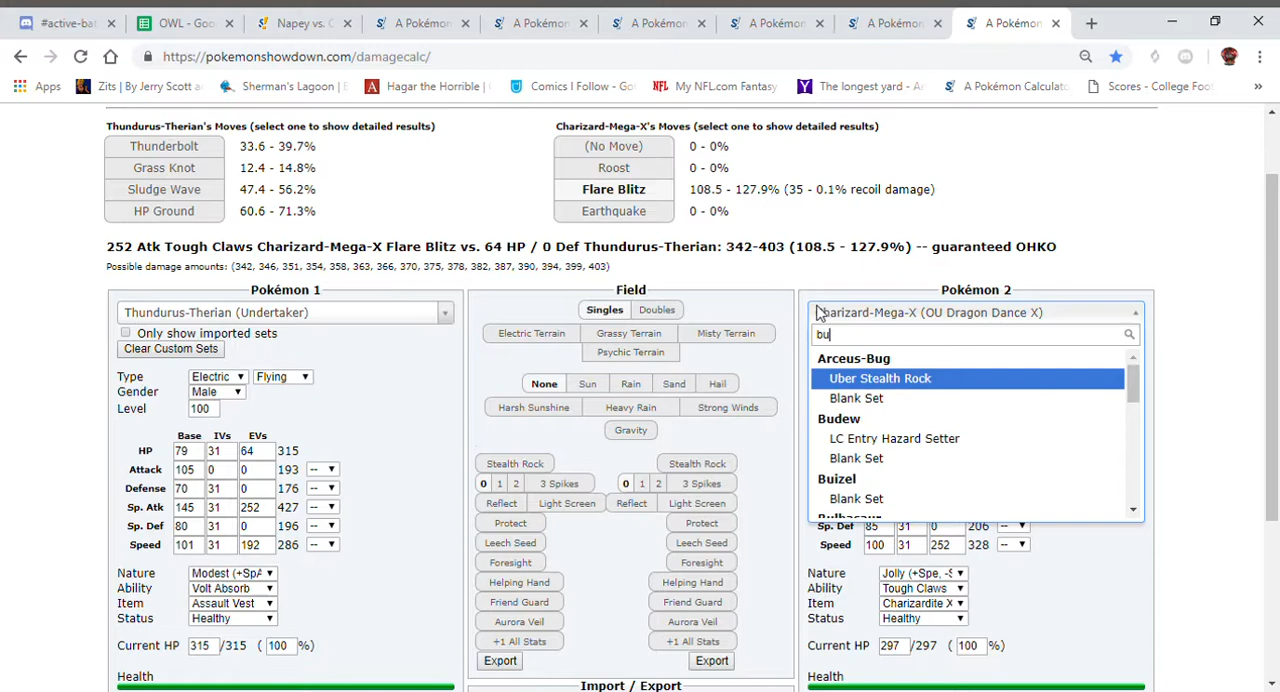 #active-bat
OWL - Goo
Napey vs. C
A Pokémon
A Pokémon
A Pokémon
A Pokémon
A Pokémon
A Pokémon
https://pokemonshowdown.com/damagecalc/
Apps
Zits | By Jerry Scott a
Sherman's Lagoon | 
Hagar the Horrible |
Comics I Follow - Go
NFL My NFL.com Fantasy
The longest yard - A
A Pokémon Calculato
Scores - College Foo
Thundurus-Therian's Moves (select one to show detailed results)
Thunderbolt 33.6 - 39.7%
Grass Knot 12.4 - 14.8%
Sludge Wave 47.4 - 56.2%
HP Ground 60.6 - 71.3%
Charizard-Mega-X's Moves (select one to show detailed results)
(No Move) 0 - 0%
Roost 0 - 0%
Flare Blitz 108.5 - 127.9% (35 - 0.1% recoil damage)
Earthquake 0 - 0%
252 Atk Tough Claws Charizard-Mega-X Flare Blitz vs. 64 HP / 0 Def Thundurus-Therian: 342-403 (108.5 - 127.9%) -- guaranteed OHKO
Possible damage amounts: (342, 346, 351, 354, 358, 363, 366, 370, 375, 378, 382, 387, 390, 394, 399, 403)
Pokémon 1
Thundurus-Therian (Undertaker)
Only show imported sets
Clear Custom Sets
Type Electric Flying
Gender Male
Level 100
Base IVs EVs
HP 79 31 64 315
Attack 105 0 0 193 --
Defense 70 31 0 176 --
Sp. Atk 145 31 252 427 --
Sp. Def 80 31 0 196 --
Speed 101 31 192 286 --
Nature Modest (+SpA
Ability Volt Absorb
Item Assault Vest
Status Healthy
Current HP 315 /315 ( 100 %)
Health
Field
Singles Doubles
Electric Terrain Grassy Terrain Misty Terrain
Psychic Terrain
None Sun Rain Sand Hail
Harsh Sunshine Heavy Rain Strong Winds
Gravity
Stealth Rock Stealth Rock
0 1 2 3 Spikes 0 1 2 3 Spikes
Reflect Light Screen Reflect Light Screen
Protect Protect
Leech Seed Leech Seed
Foresight Foresight
Helping Hand Helping Hand
Friend Guard Friend Guard
Aurora Veil Aurora Veil
+1 All Stats +1 All Stats
Export Export
Import / Export
Pokémon 2
harizard-Mega-X (OU Dragon Dance X)
bu
Arceus-Bug
Uber Stealth Rock
Blank Set
Budew
LC Entry Hazard Setter
Blank Set
Buizel
Blank Set
Bulbasaur
Sp. Def 85 31 0 206 --
Speed 100 31 252 328 --
Nature Jolly (+Spe, -S
Ability Tough Claws
Item Charizardite X
Status Healthy
Current HP 297 /297 ( 100 %)
Health